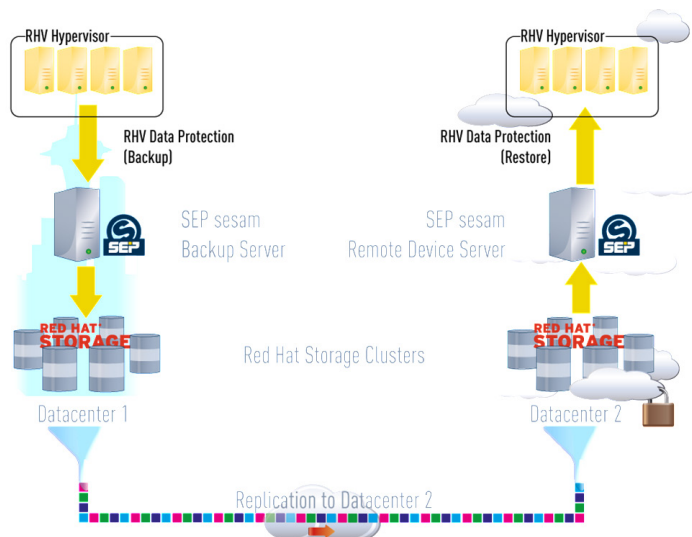 RHV Hypervisor
RHV Hypervisor
RHV Data Protection
(Backup)
RHV Data Protection
(Restore)
SEP sesam
Backup Server
SEP
SEP sesam
Remote Device Server
SEP
RED HAT
STORAGE
RED HAT
STORAGE
Red Hat Storage Clusters
Datacenter 1
Datacenter 2
Replication to Datacenter 2